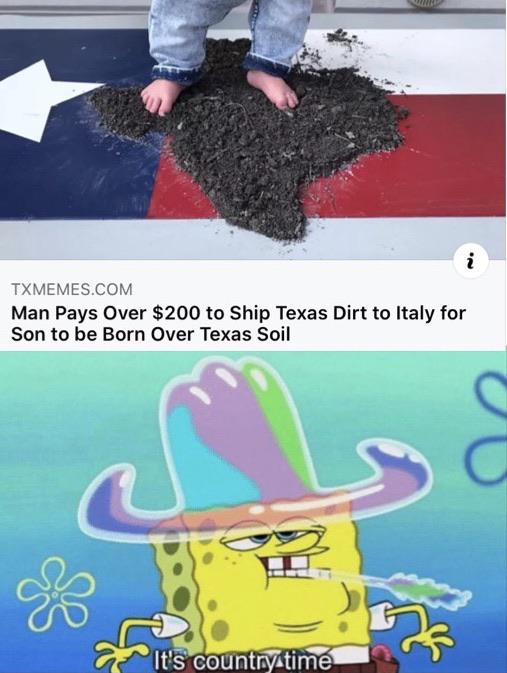 TXMEMES.COM
Man Pays Over $200 to Ship Texas Dirt to Italy for
Son to be Born Over Texas Soil
It's country time